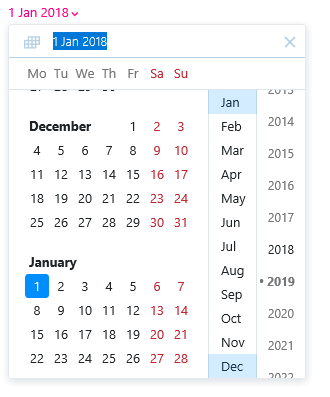 1 Jan 2018
1 Jan 2018
Mo Tu We Th Fr Sa Su
December 1 2 3
4 5 6 7 8 9 10
11 12 13 14 15 16 17
18 19 20 21 22 23 24
25 26 27 28 29 30 31
January
1 2 3 4 5 6 7
8 9 10 11 12 13 14
15 16 17 18 19 20 21
22 23 24 25 26 27 28
Jan
Feb
Mar
Apr
May
Jun
Jul
Aug
Sep
Oct
Nov
Dec
2013
2014
2015
2016
2017
2018
• 2019
2020
2021
2022